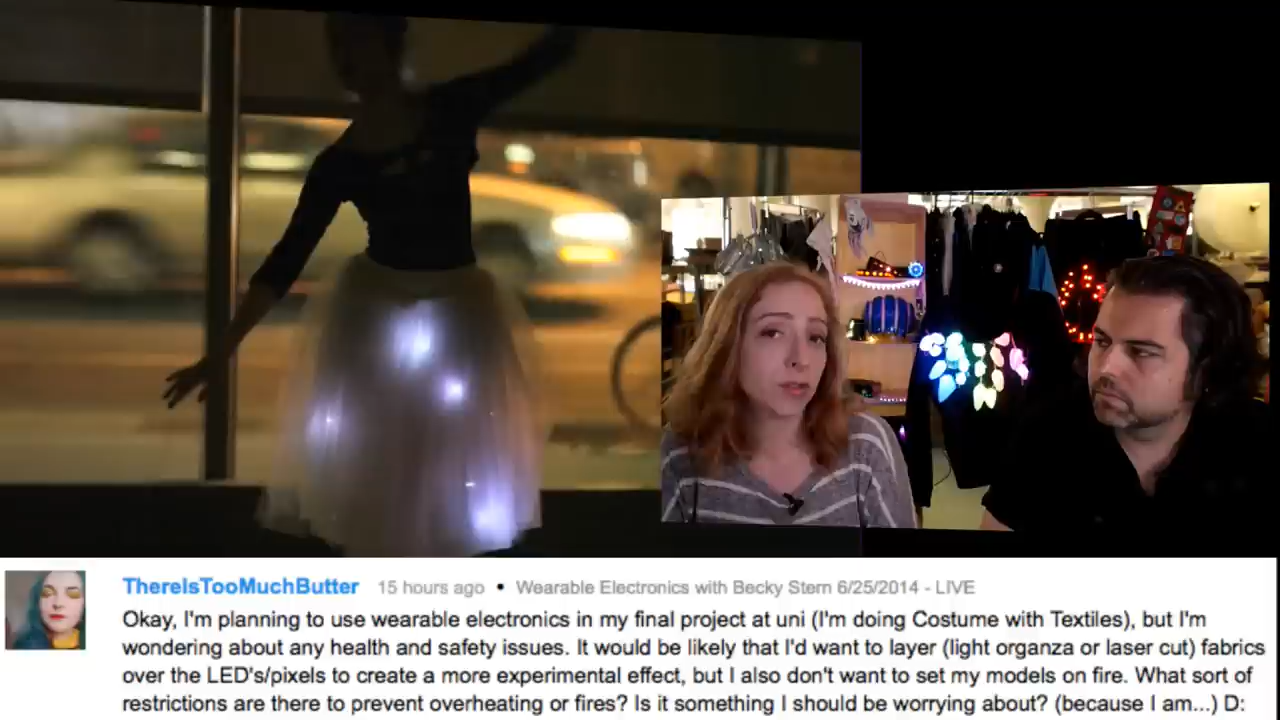 ThereIsTooMuchButter 15 hours ago • Wearable Electronics with Becky Stern 6/25/2014 - LIVE
Okay, I'm planning to use wearable electronics in my final project at uni (I'm doing Costume with Textiles), but I'm
wondering about any health and safety issues. It would be likely that I'd want to layer (light organza or laser cut) fabrics
over the LED's/pixels to create a more experimental effect, but I also don't want to set my models on fire. What sort of
restrictions are there to prevent overheating or fires? Is it something I should be worrying about? (because I am...) D: